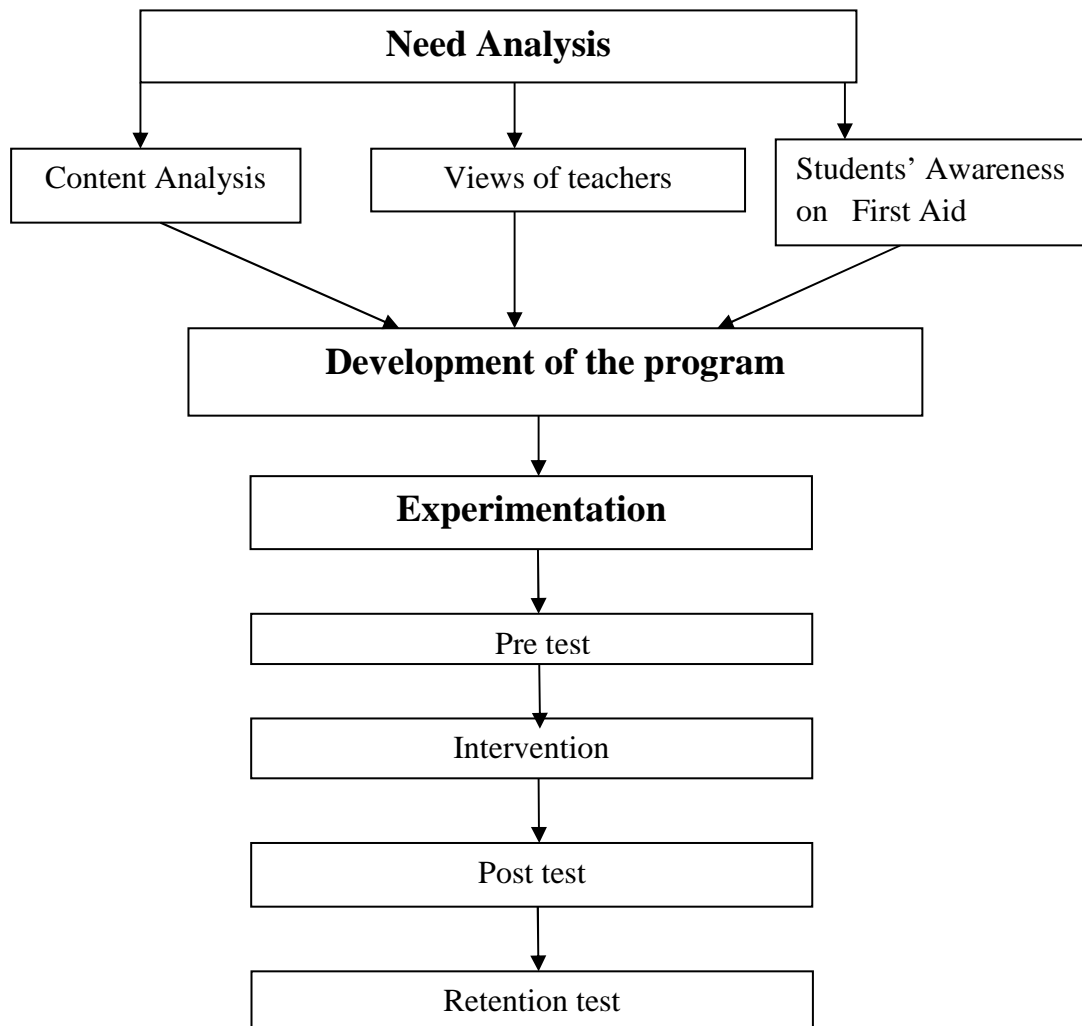 Need Analysis
Content Analysis
Views of teachers
Students’ Awareness
on First Aid
Development of the program
Experimentation
Pre test
Intervention
Post test
Retention test